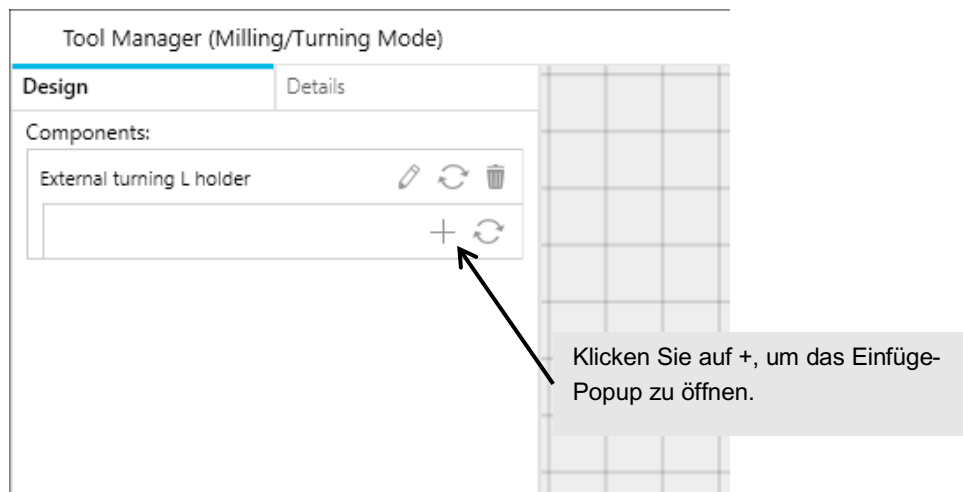 Tool Manager (Milling/Turning Mode)
Design Details
Components:
External turning L holder
Klicken Sie auf +, um das Einfüge-
Popup zu öffnen.